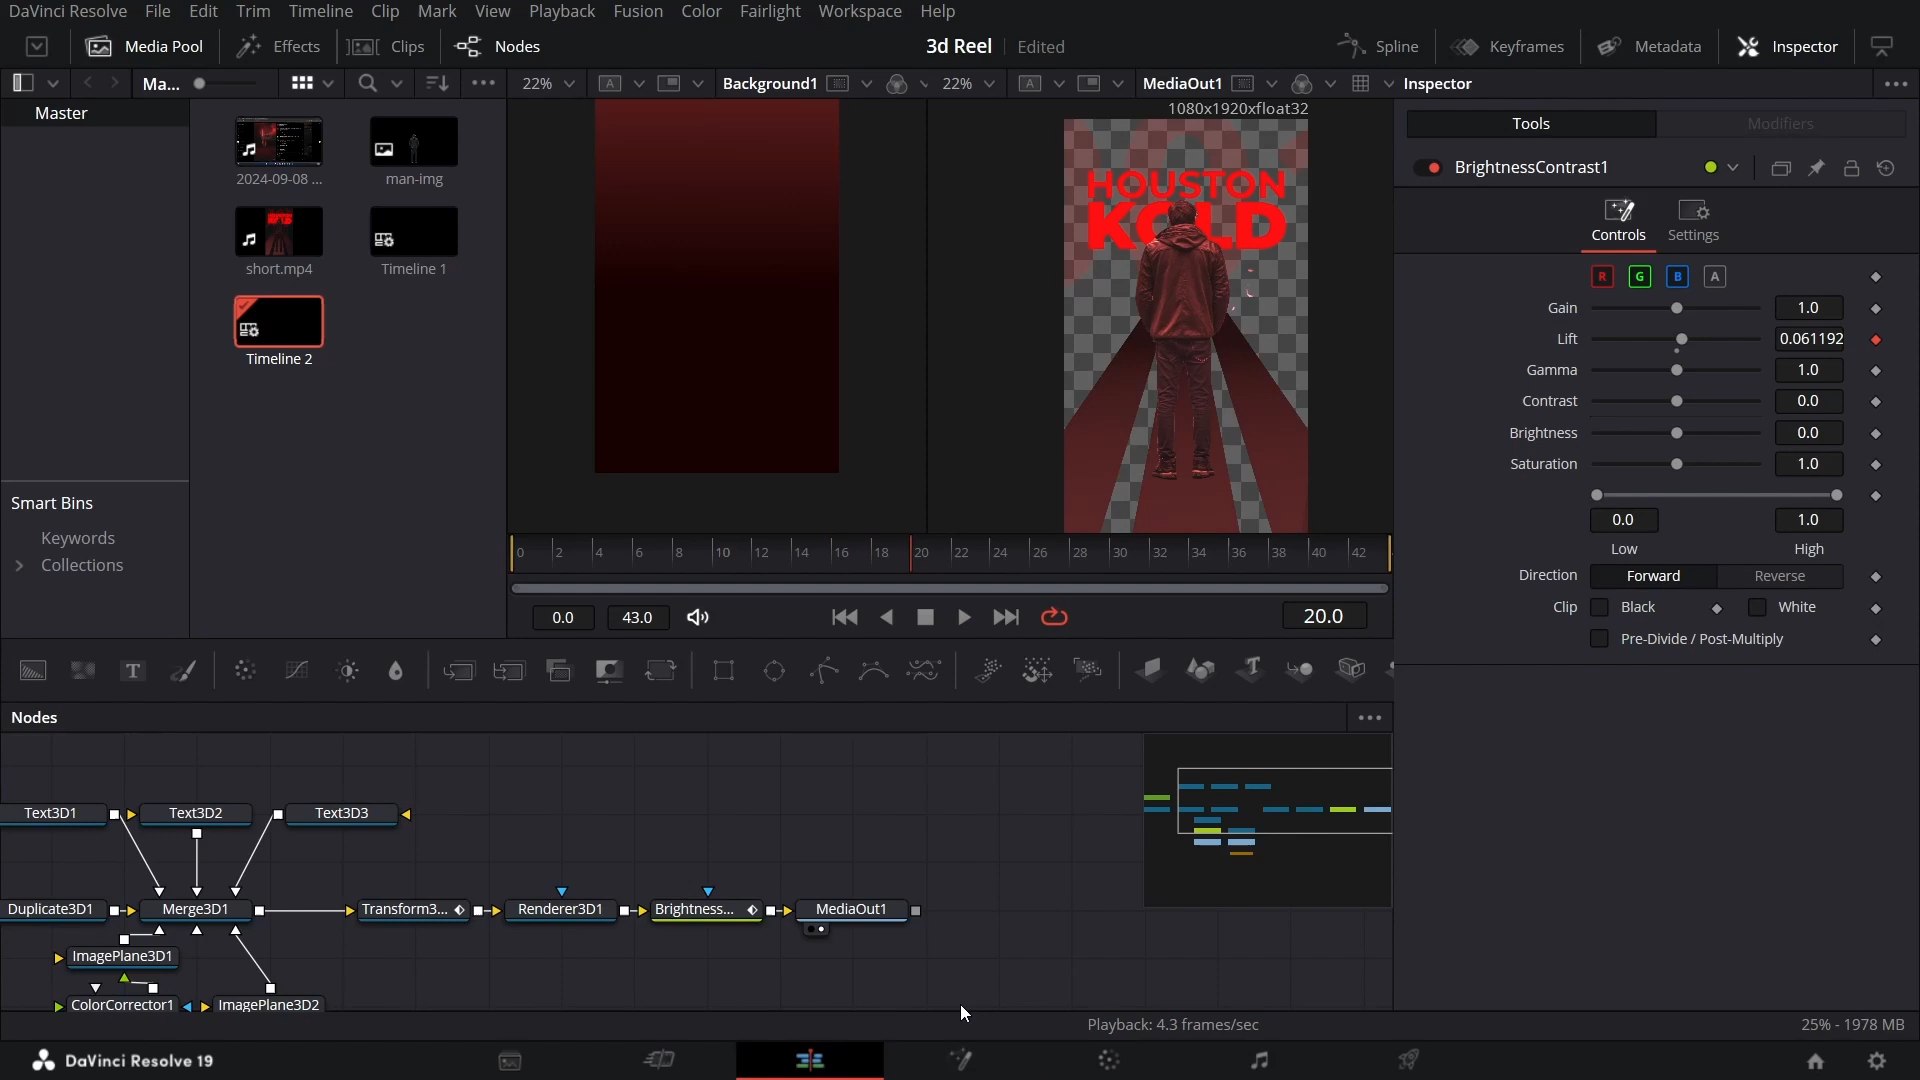 DaVinci Resolve File Edit Trim Timeline Clip Mark View Playback Fusion Color Fairlight Workspace Help
Media Pool Effects Clips Nodes 3d Reel Edited Spline Keyframes Metadata Inspector
Ma... 22% A Background1 22% A MediaOut1 Inspector
Master
2024-09-08 ...
man-img
short.mp4
Timeline 1
Timeline 2
Smart Bins
Keywords
Collections
1080x1920xfloat32
HOUSTON
KOLD
0 2 4 6 8 10 12 14 16 18 20 22 24 26 28 30 32 34 36 38 40 42
0.0 43.0 20.0
Tools Modifiers
BrightnessContrast1
Controls Settings
R G B A
Gain 1.0
Lift 0.061192
Gamma 1.0
Contrast 0.0
Brightness 0.0
Saturation 1.0
0.0 1.0
Low High
Direction Forward Reverse
Clip Black White
Pre-Divide / Post-Multiply
T T
Nodes
Text3D1 Text3D2 Text3D3
Duplicate3D1 Merge3D1 Transform3... Renderer3D1 Brightness... MediaOut1
ImagePlane3D1
ColorCorrector1 ImagePlane3D2
Playback: 4.3 frames/sec 25% - 1978 MB
DaVinci Resolve 19